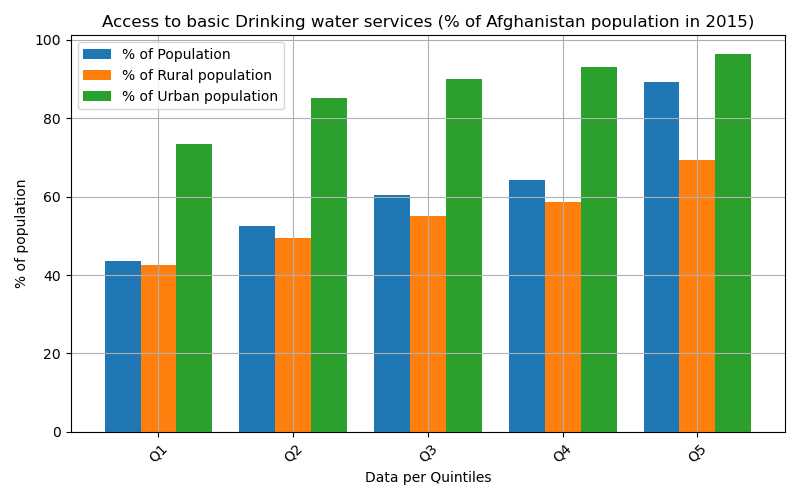 Access to basic Drinking water services (% of Afghanistan population in 2015)
100
80
60
40
20
0
% of population
% of Population
% of Rural population
% of Urban population
Q1
Q2
Q3
Q4
Q5
Data per Quintiles